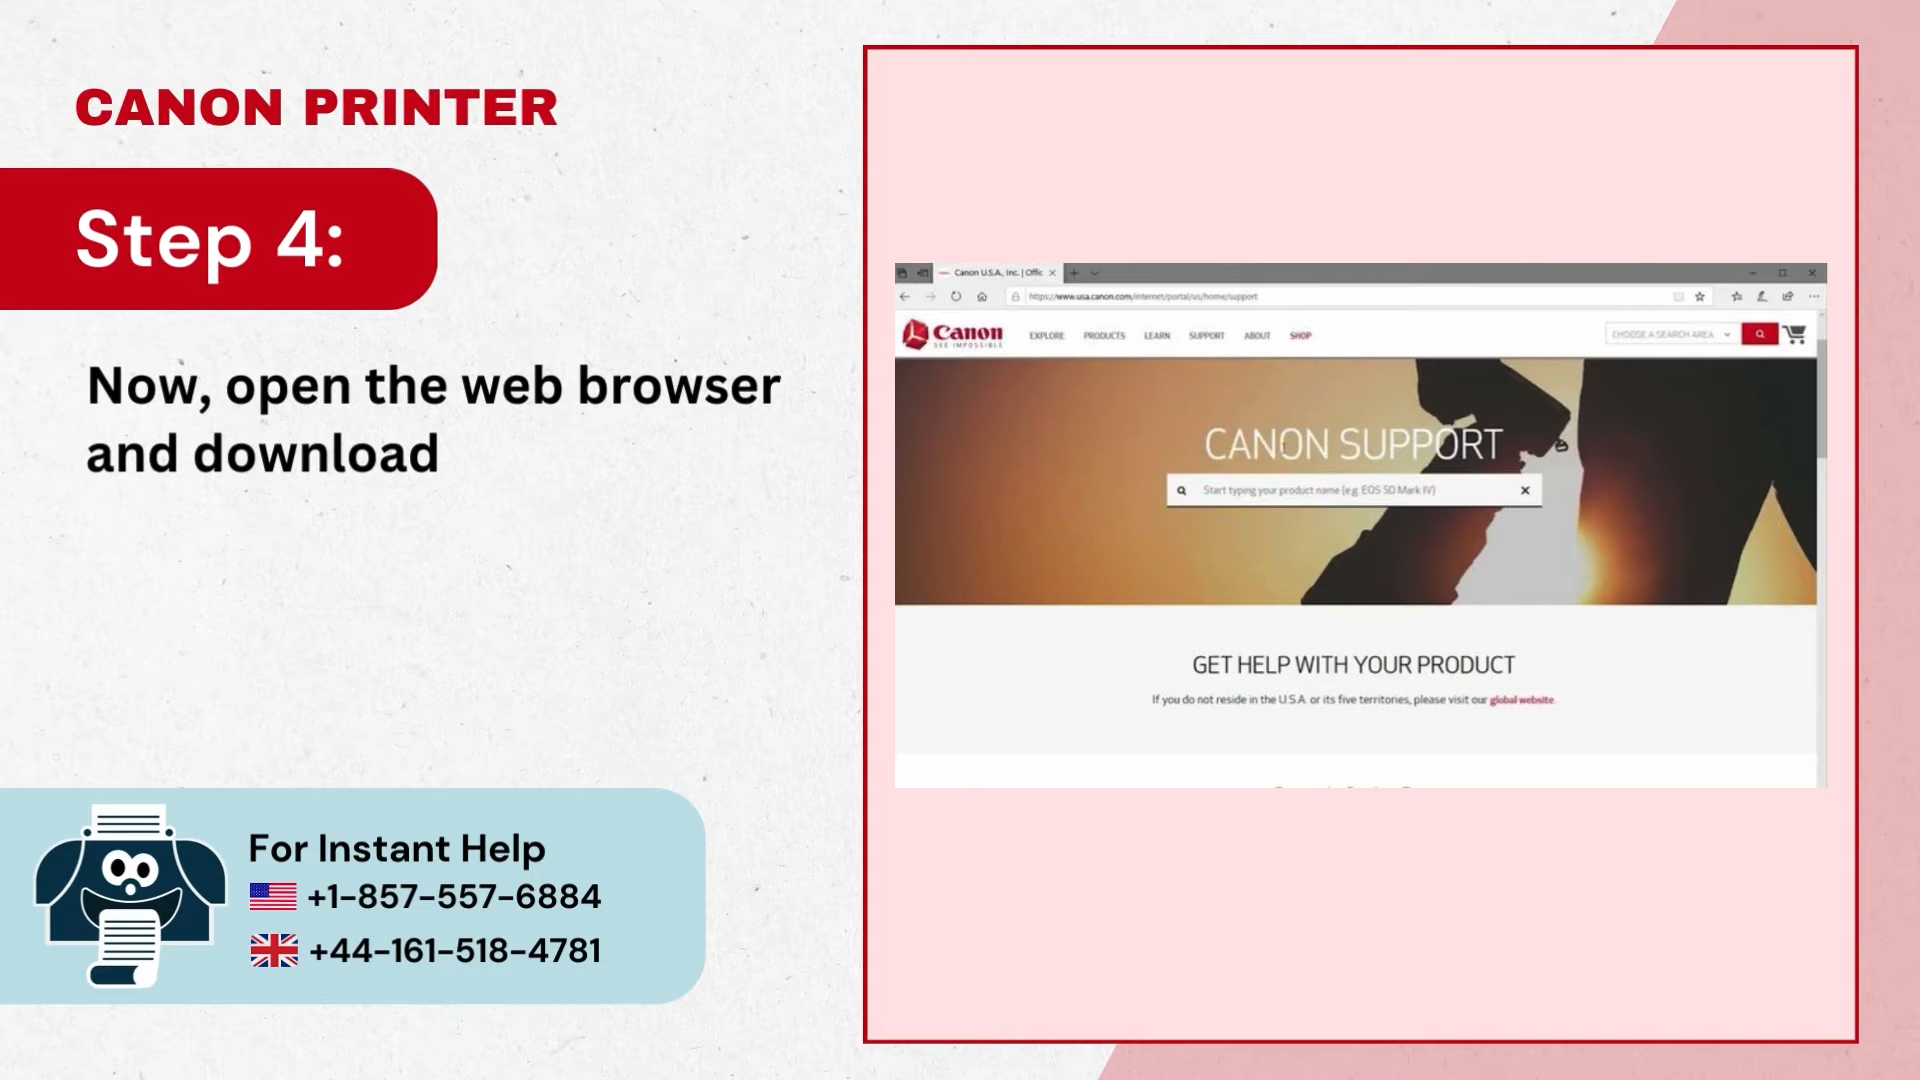 CANON PRINTER
Step 4:
Now, open the web browser
and download
For Instant Help
+1-857-557-6884
+44-161-518-4781
Canon U.S.A., Inc. | Offic
https://www.usa.canon.com/internet/portal/us/home/support
Canon
SEE IMPOSSIBLE
EXPLORE PRODUCTS LEARN SUPPORT ABOUT SHOP
CHOOSE A SEARCH AREA
CANON SUPPORT
Start typing your product name (e.g. EOS 5D Mark IV)
GET HELP WITH YOUR PRODUCT
If you do not reside in the U.S.A. or its five territories, please visit our global website.